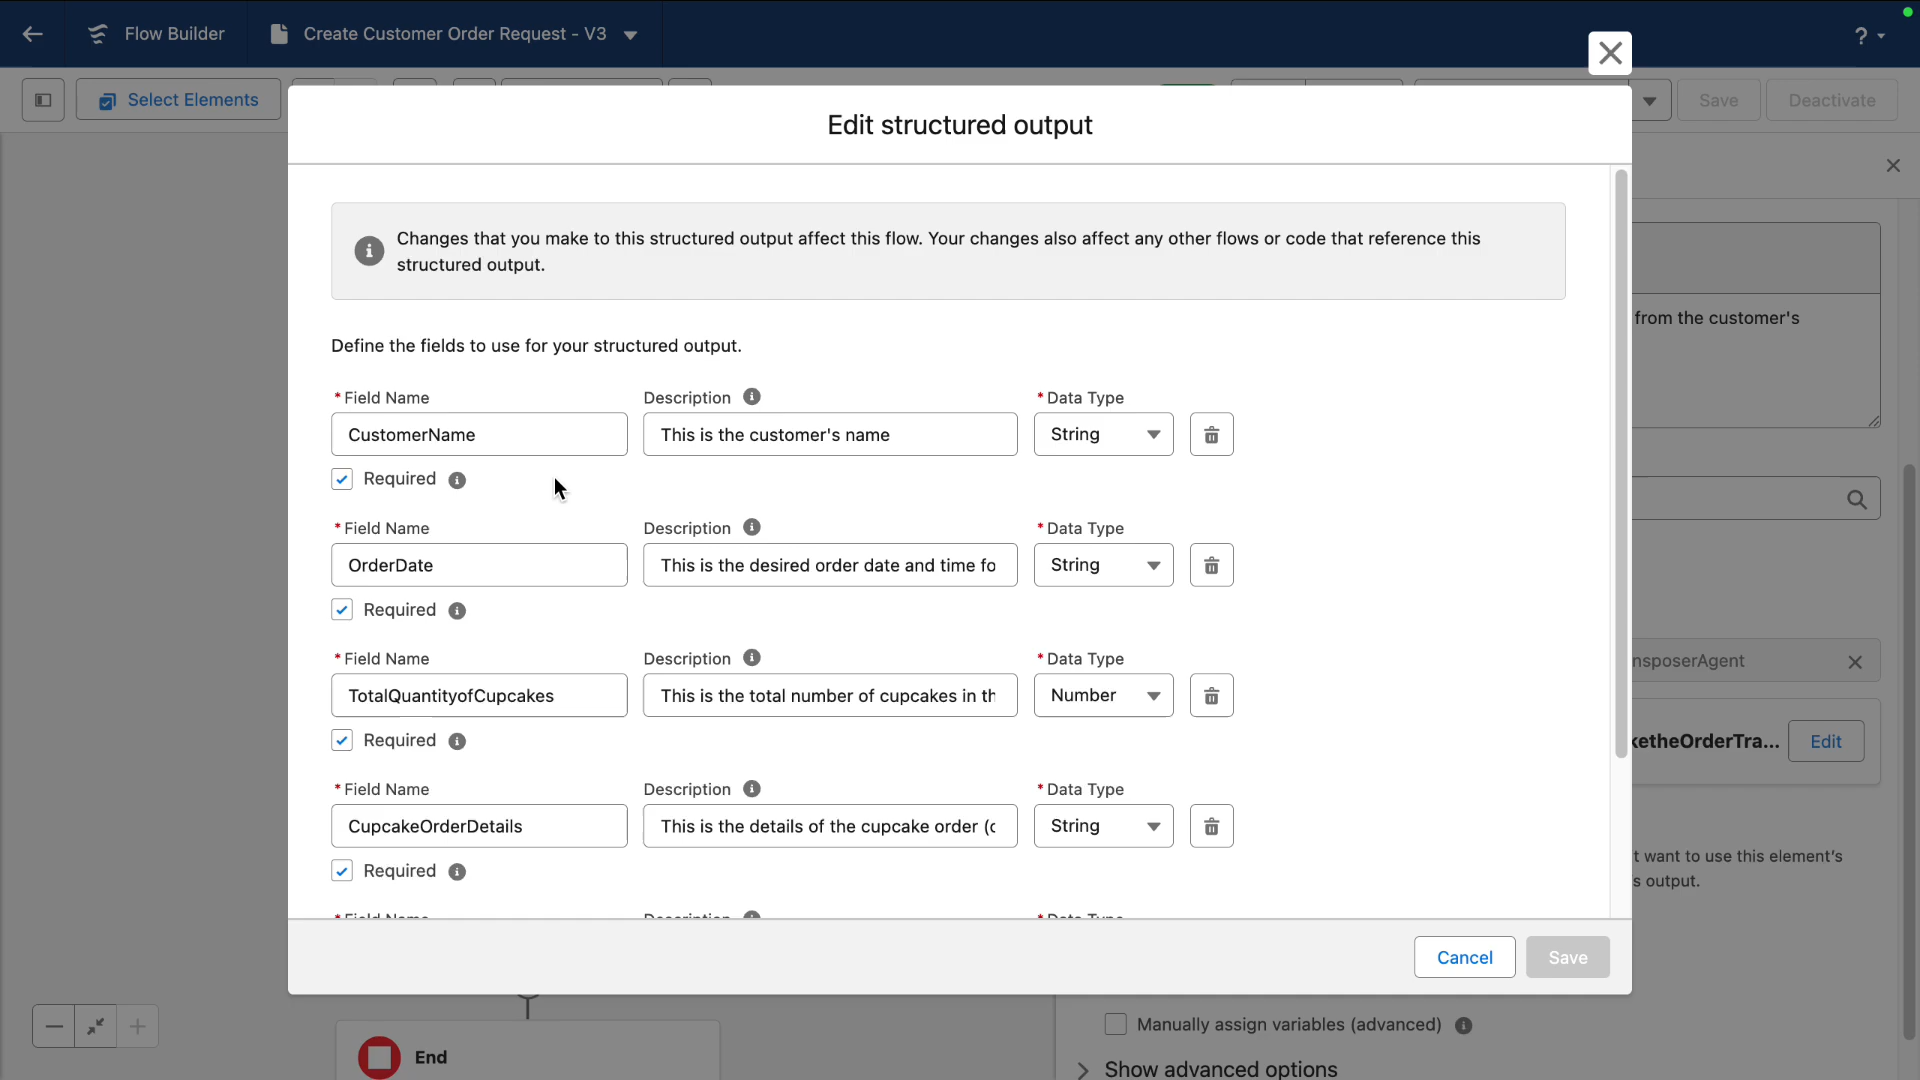 Flow Builder
Create Customer Order Request - V3
?
Select Elements
Save
Deactivate
Edit structured output
Changes that you make to this structured output affect this flow. Your changes also affect any other flows or code that reference this
structured output.
from the customer's
Define the fields to use for your structured output.
* Field Name
Description
* Data Type
CustomerName
This is the customer's name
String
Required
* Field Name
Description
* Data Type
OrderDate
This is the desired order date and time fo
String
Required
* Field Name
Description
* Data Type
TotalQuantityofCupcakes
This is the total number of cupcakes in th
Number
Required
nsposerAgent
ketheOrderTra...
Edit
* Field Name
Description
* Data Type
CupcakeOrderDetails
This is the details of the cupcake order (c
String
Required
t want to use this element's
s output.
* Field Name
Description
* Data Type
Cancel
Save
Manually assign variables (advanced)
End
Show advanced options